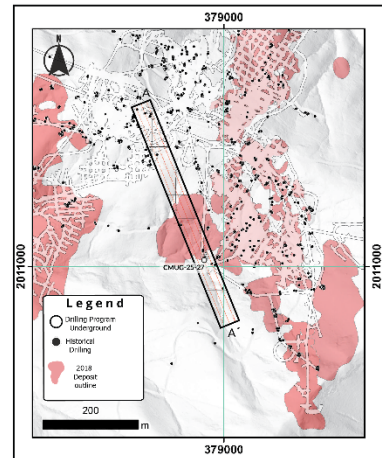 379000
N
A
CMUG-25-27
2011000
2011000
A'
Legend
Drilling Program
Underground
Historical
Drilling
2018
Deposit
outline
200
m
379000